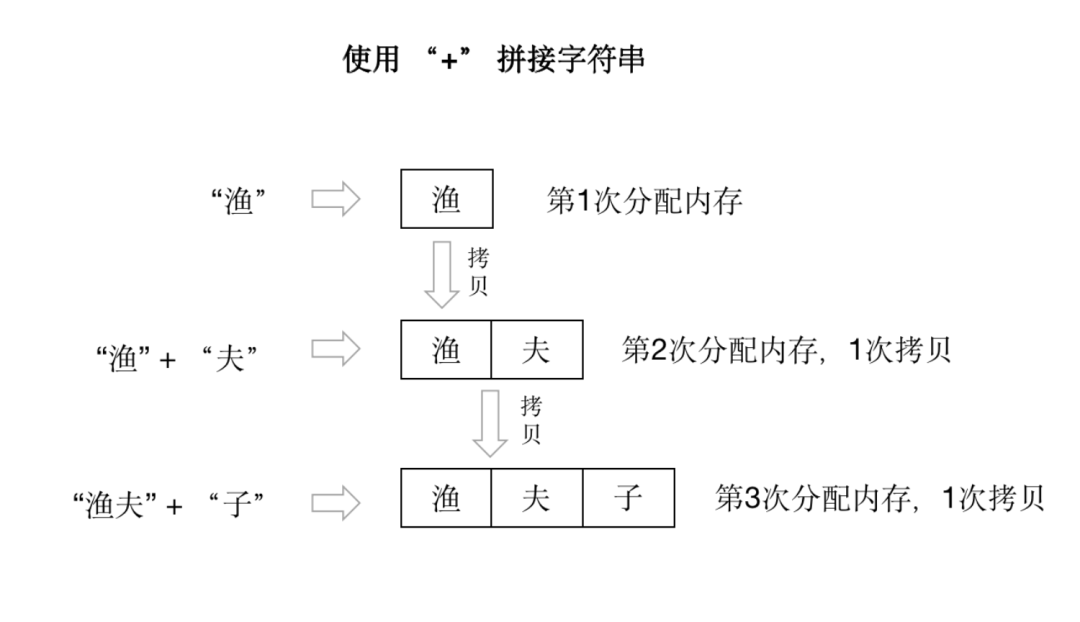 使用 “+” 拼接字符串
“渔” 渔 第1次分配内存
拷
贝
“渔” + “夫” 渔 夫 第2次分配内存，1次拷贝
拷
贝
“渔夫” + “子” 渔 夫 子 第3次分配内存，1次拷贝